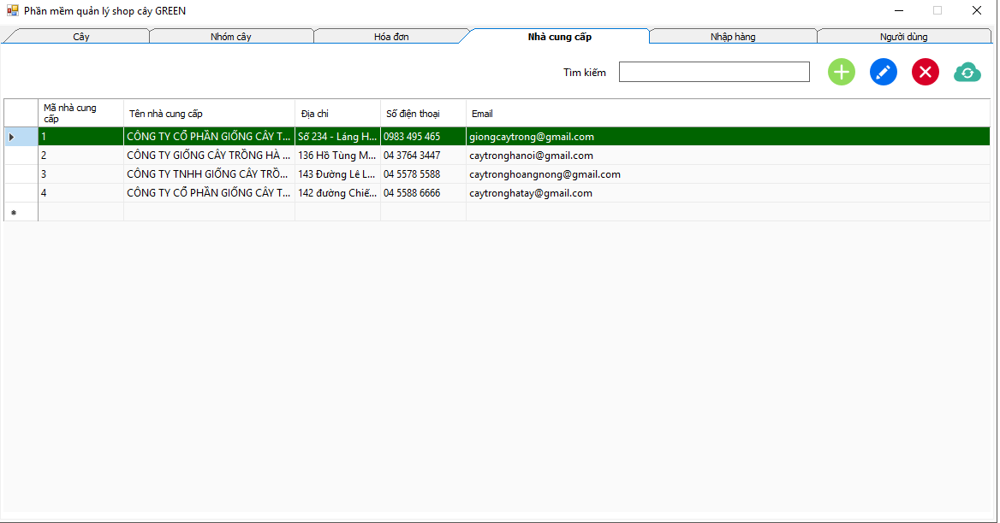 Phần mềm quản lý shop cây GREEN
Cây Nhóm cây Hóa đơn Nhà cung cấp Nhập hàng Người dùng
Tìm kiếm
Mã nhà cung cấp Tên nhà cung cấp Địa chỉ Số điện thoại Email
1 CÔNG TY CỔ PHẦN GIỐNG CÂY T... Số 234 - Láng H... 0983 495 465 giongcaytrong@gmail.com
2 CÔNG TY GIỐNG CÂY TRỒNG HÀ ... 136 Hồ Tùng M... 04 3764 3447 caytronghanoi@gmail.com
3 CÔNG TY TNHH GIỐNG CÂY TRỒ... 143 Đường Lê L... 04 5578 5588 caytronghoangnong@gmail.com
4 CÔNG TY CỔ PHẦN GIỐNG CÂY T... 142 đường Chiế... 04 5588 6666 caytronghatay@gmail.com